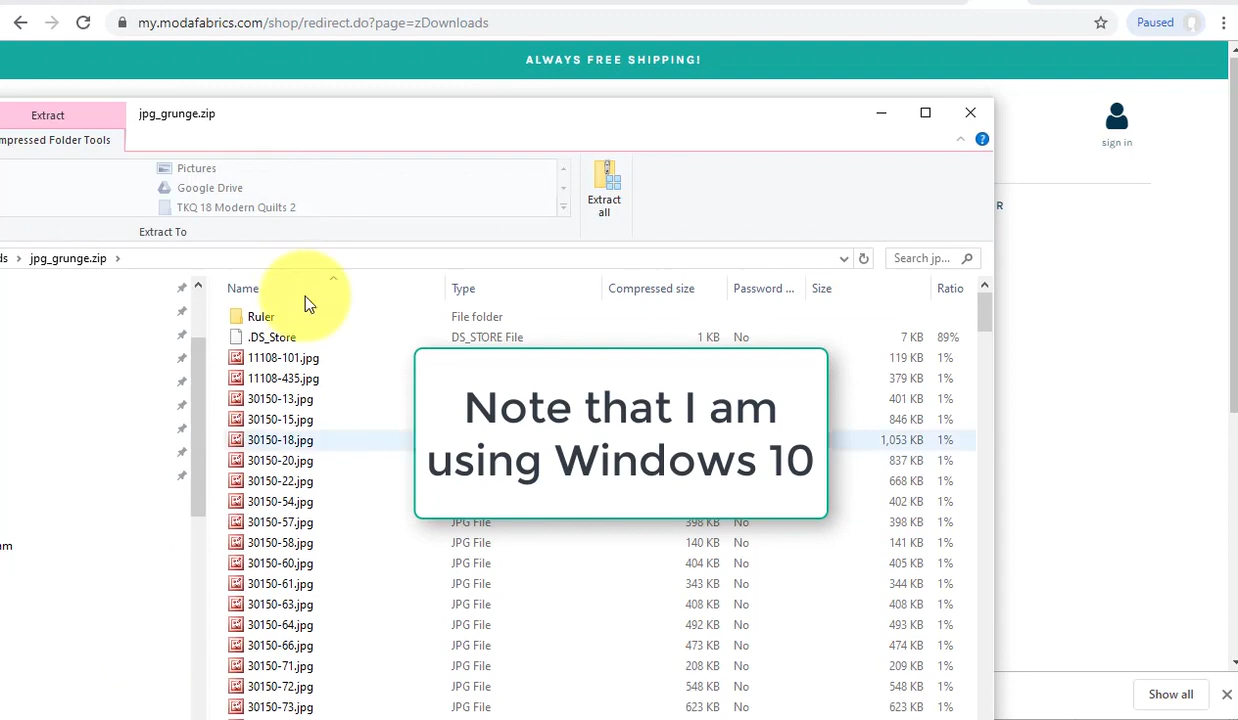 my.modafabrics.com/shop/redirect.do?page=zDownloads
Paused
ALWAYS FREE SHIPPING!
Extract
jpg_grunge.zip
mpressed Folder Tools
sign in
Pictures
Google Drive
TKQ 18 Modern Quilts 2
Extract all
Extract To
R
ds > jpg_grunge.zip >
Search jp...
Name Type Compressed size Password ... Size Ratio
Ruler File folder
.DS_Store DS_STORE File 1 KB No 7 KB 89%
11108-101.jpg 119 KB 1%
11108-435.jpg 379 KB 1%
30150-13.jpg 401 KB 1%
30150-15.jpg 846 KB 1%
30150-18.jpg 1,053 KB 1%
30150-20.jpg 837 KB 1%
30150-22.jpg 668 KB 1%
30150-54.jpg 402 KB 1%
Note that I am
using Windows 10
30150-57.jpg JPG File 398 KB No 398 KB 1%
30150-58.jpg JPG File 140 KB No 141 KB 1%
nm
30150-60.jpg JPG File 404 KB No 405 KB 1%
30150-61.jpg JPG File 343 KB No 344 KB 1%
30150-63.jpg JPG File 408 KB No 408 KB 1%
30150-64.jpg JPG File 492 KB No 493 KB 1%
30150-66.jpg JPG File 473 KB No 474 KB 1%
30150-71.jpg JPG File 208 KB No 209 KB 1%
30150-72.jpg JPG File 548 KB No 548 KB 1%
30150-73.jpg JPG File 623 KB No 623 KB 1%
Show all